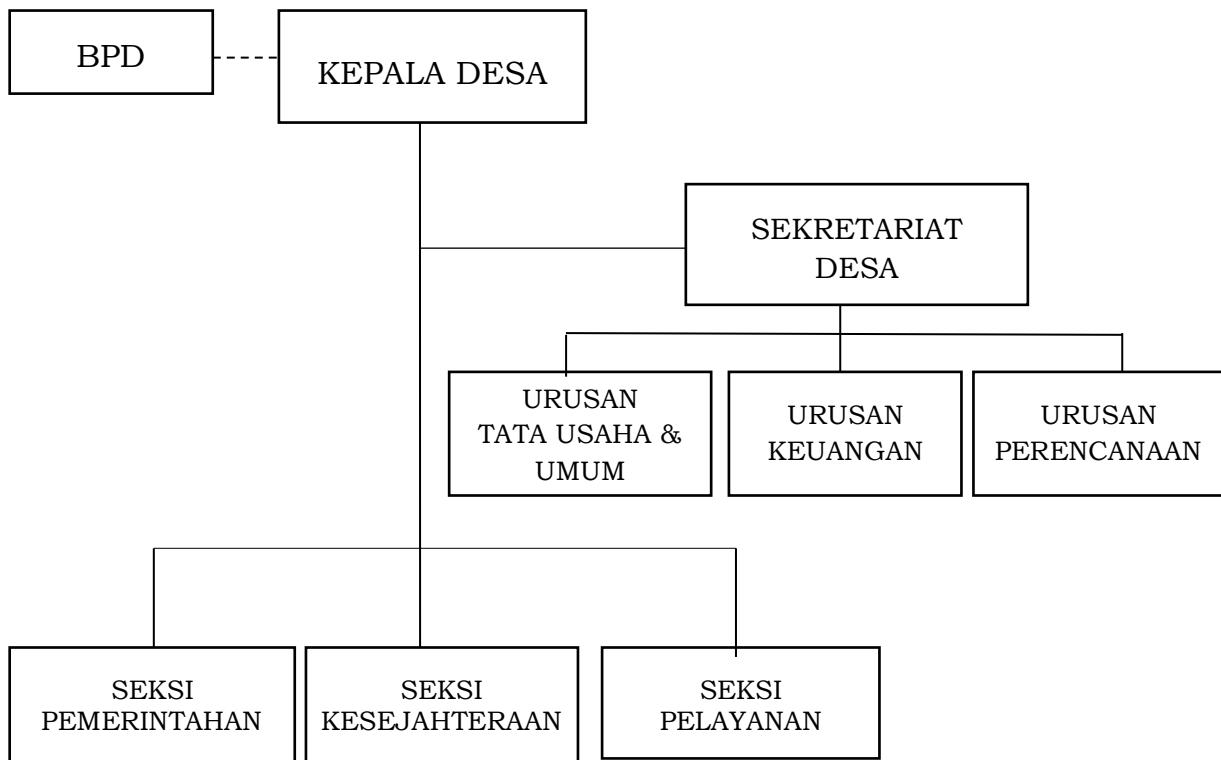 BPD
KEPALA DESA
SEKRETARIAT
DESA
URUSAN
TATA USAHA &
UMUM
URUSAN
KEUANGAN
URUSAN
PERENCANAAN
SEKSI
PEMERINTAHAN
SEKSI
KESEJAHTERAAN
SEKSI
PELAYANAN